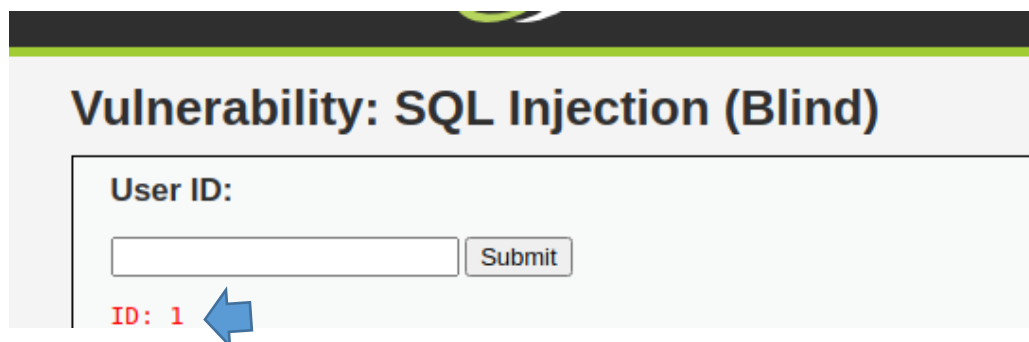 Vulnerability: SQL Injection (Blind)
User ID:
Submit
ID: 1